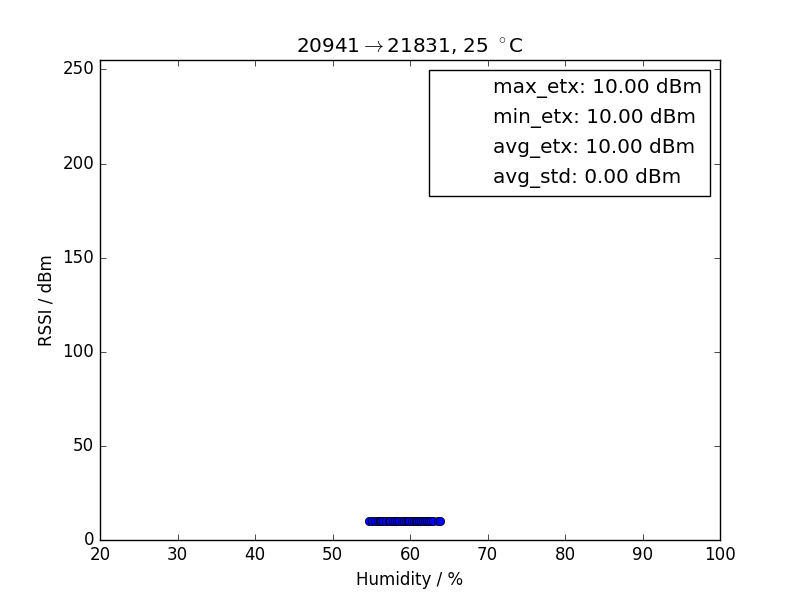 20941→21831, 25 °C
max_etx: 10.00 dBm
min_etx: 10.00 dBm
avg_etx: 10.00 dBm
avg_std: 0.00 dBm
RSSI / dBm
250
200
150
100
50
0
20 30 40 50 60 70 80 90 100
Humidity / %